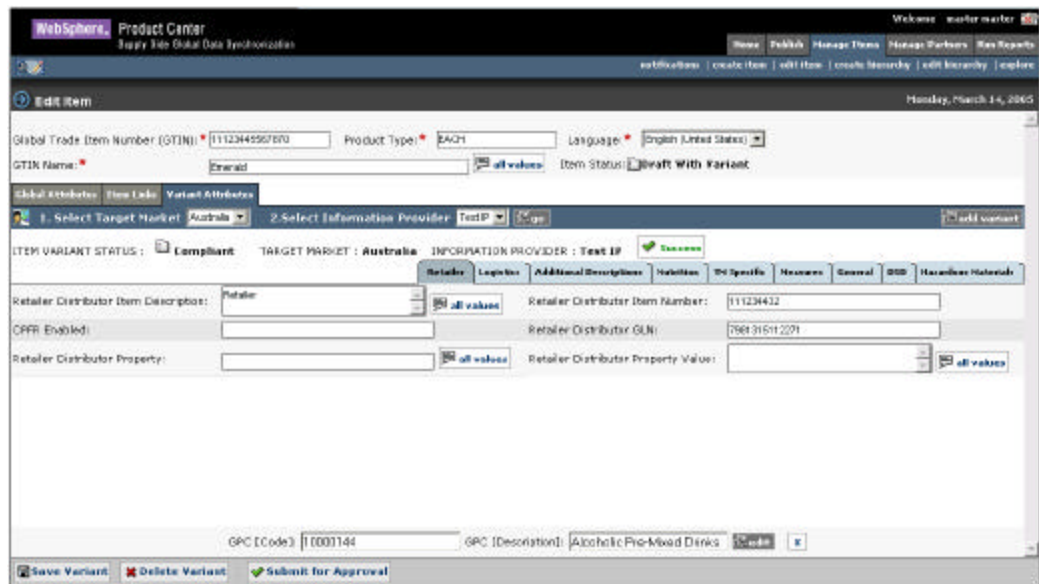 WebSphere. Product Center Welcome master master
Supply Side Global Data Synchronization
Home Publish Manage Items Manage Partners Run Reports
notifications | create item | edit item | create hierarchy | edit hierarchy | explore
Edit Item Monday, March 14, 2005
Global Trade Item Number (GTIN): * Product Type: * EACH Language: * English (United States)
GTIN Name: * Emerald all values Item Status: Draft With Variant
Global Attributes Item Links Variant Attributes
1. Select Target Market Australia 2.Select Information Provider Test IP go add variant
ITEM VARIANT STATUS : Compliant TARGET MARKET : Australia INFORMATION PROVIDER : Test IP Success
Retailer Logistics Additional Descriptions Nutrition TM Specific Measures General DSD Hazardous Materials
Retailer Distributor Item Description: Retailer all values Retailer Distributor Item Number: 111234432
CPFR Enabled: Retailer Distributor GLN: 7981315112271
Retailer Distributor Property: all values Retailer Distributor Property Value: all values
GPC [Code]: 10000144 GPC [Description]: Alcoholic Pre-Mixed Drinks edit x
Save Variant Delete Variant Submit for Approval